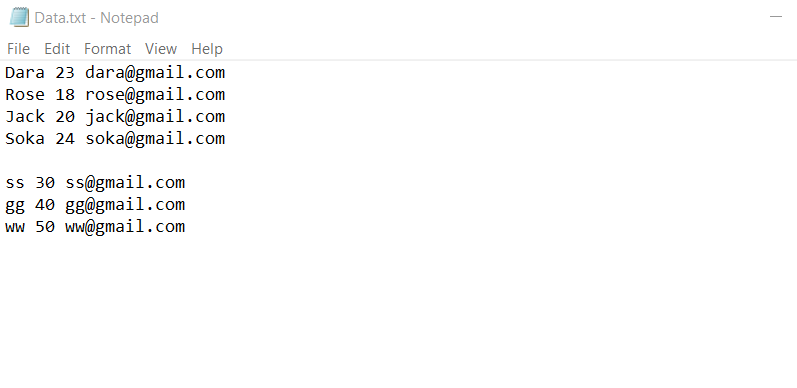 Data.txt - Notepad
File Edit Format View Help
Dara 23 dara@gmail.com
Rose 18 rose@gmail.com
Jack 20 jack@gmail.com
Soka 24 soka@gmail.com
ss 30 ss@gmail.com
gg 40 gg@gmail.com
ww 50 ww@gmail.com